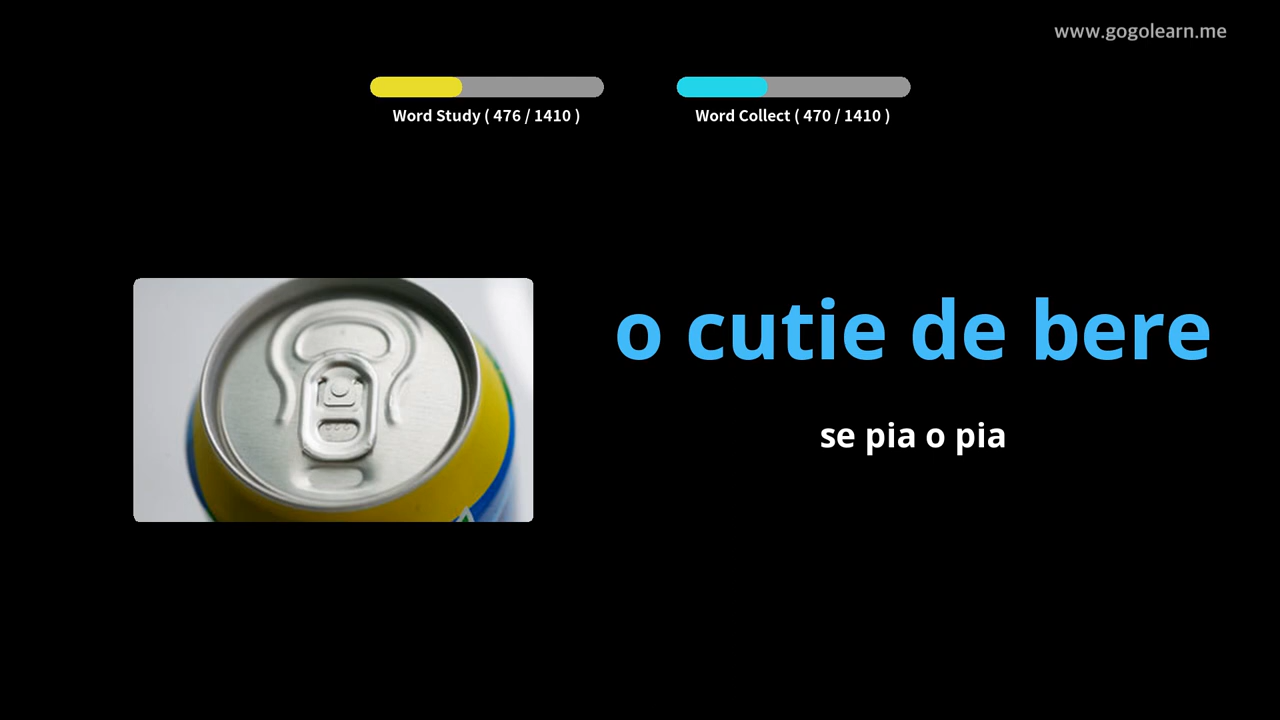 www.gogolearn.me
Word Study ( 476 / 1410 )
Word Collect ( 470 / 1410 )
o cutie de bere
se pia o pia